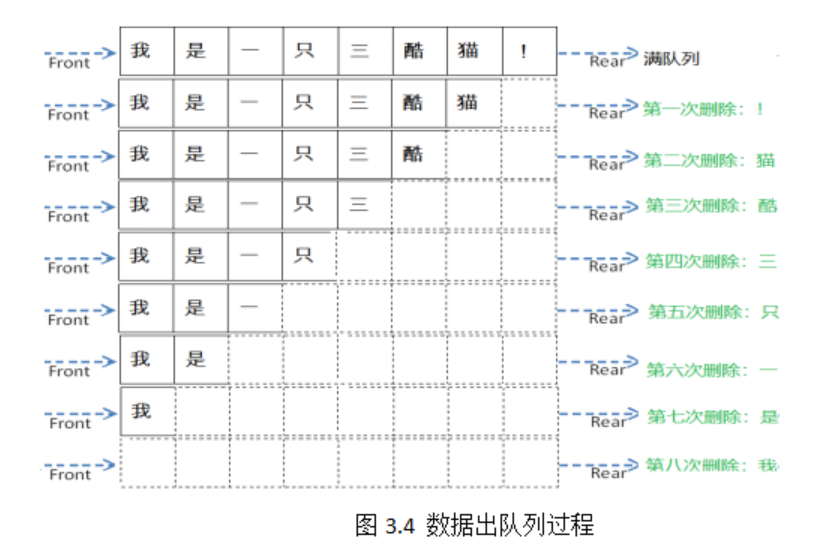 Front 我 是 一 只 三 酷 猫 ! Rear 满队列
Front 我 是 一 只 三 酷 猫 Rear 第一次删除：！
Front 我 是 一 只 三 酷 Rear 第二次删除：猫
Front 我 是 一 只 三 Rear 第三次删除：酷
Front 我 是 一 只 Rear 第四次删除：三
Front 我 是 一 Rear 第五次删除：只
Front 我 是 Rear 第六次删除：一
Front 我 Rear 第七次删除：是
Front Rear 第八次删除：我
图 3.4 数据出队列过程